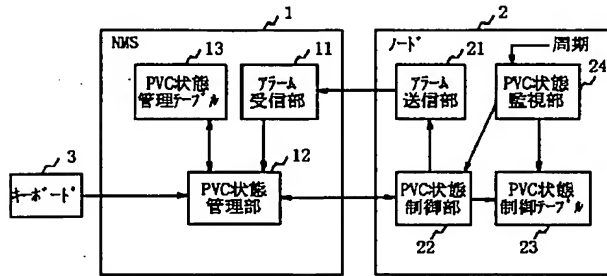 1
2
NMS
13
11
PVC状態
管理テーブル
アラーム
受信部
ノード
21
周期
アラーム
送信部
PVC状態
監視部
24
3
キーボード
12
PVC状態
管理部
PVC状態
制御部
22
PVC状態
制御テーブル
23